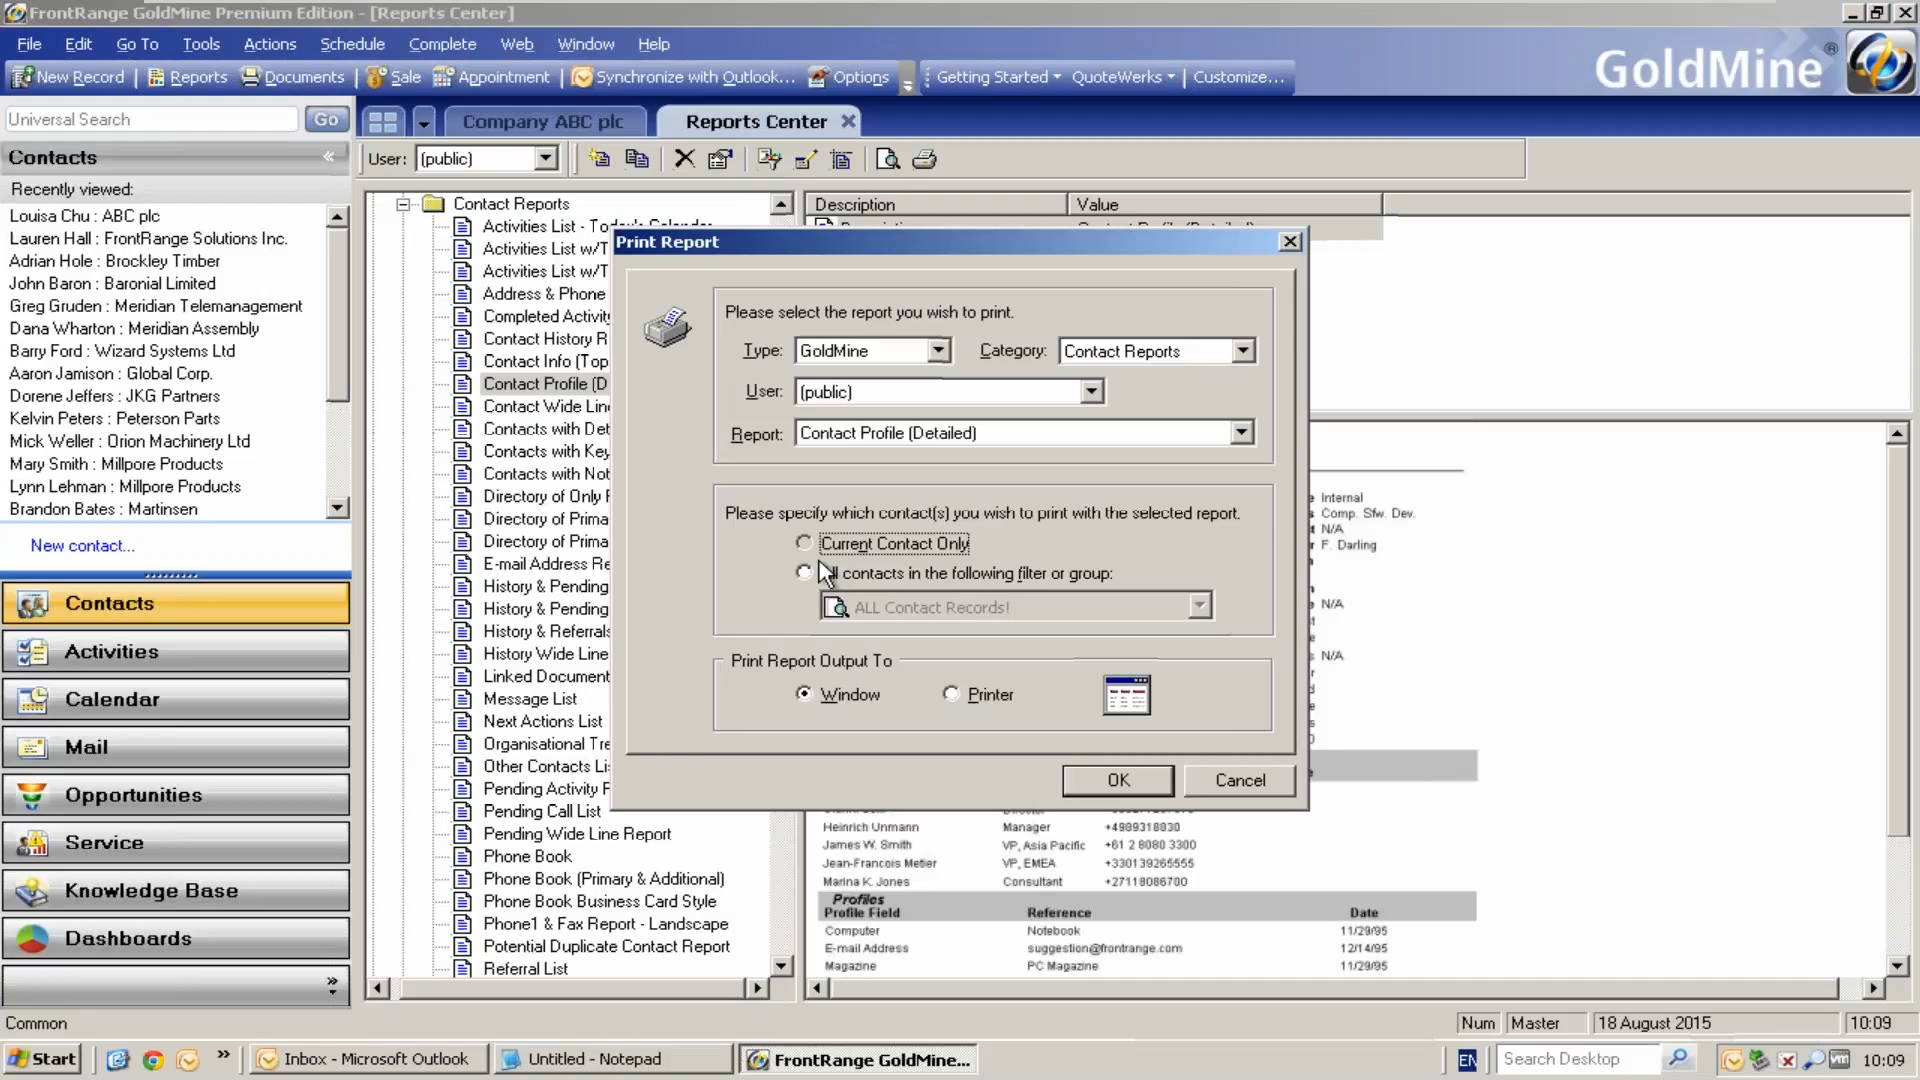 FrontRange GoldMine Premium Edition - [Reports Center]
File Edit Go To Tools Actions Schedule Complete Web Window Help
GoldMine®
New Record Reports Documents Sale Appointment Synchronize with Outlook... Options Getting Started QuoteWerks Customize...
Universal Search Go
Company ABC plc Reports Center
Contacts
User: (public)
Recently viewed:
Louisa Chu : ABC plc
Lauren Hall : FrontRange Solutions Inc.
Adrian Hole : Brockley Timber
John Baron : Baronial Limited
Greg Gruden : Meridian Telemanagement
Dana Wharton : Meridian Assembly
Barry Ford : Wizard Systems Ltd
Aaron Jamison : Global Corp.
Dorene Jeffers : JKG Partners
Kelvin Peters : Peterson Parts
Mick Weller : Orion Machinery Ltd
Mary Smith : Millpore Products
Lynn Lehman : Millpore Products
Brandon Bates : Martinsen
New contact...
Contacts
Activities
Calendar
Mail
Opportunities
Service
Knowledge Base
Dashboards
Contact Reports
Activities List - Today's Calendar
Activities List w/T
Activities List w/T
Address & Phone
Completed Activity
Contact History R
Contact Info (Top
Contact Profile (D
Contact Wide Line
Contacts with Det
Contacts with Key
Contacts with Not
Directory of Only
Directory of Prima
Directory of Prima
E-mail Address Re
History & Pending
History & Pending
History & Referrals
History Wide Line
Linked Document
Message List
Next Actions List
Organisational Tre
Other Contacts Li
Pending Activity
Pending Call List
Pending Wide Line Report
Phone Book
Phone Book (Primary & Additional)
Phone Book Business Card Style
Phone1 & Fax Report - Landscape
Potential Duplicate Contact Report
Referral List
Description Value
Print Report
Please select the report you wish to print.
Type: GoldMine Category: Contact Reports
User: (public)
Report: Contact Profile (Detailed)
Please specify which contact(s) you wish to print with the selected report.
Current Contact Only
contacts in the following filter or group:
ALL Contact Records!
Print Report Output To
Window Printer
OK Cancel
Internal
Comp. Sfw. Dev.
N/A
F. Darling
N/A
N/A
Heinrich Unmann Manager +4989318830
James W. Smith VP, Asia Pacific +61 2 8080 3300
Jean-Francois Metier VP, EMEA +330139265555
Marina K. Jones Consultant +27118086700
Profiles
Profile Field Reference Date
Computer Notebook 11/29/95
E-mail Address suggestion@frontrange.com 12/14/95
Magazine PC Magazine 11/29/95
Common Num Master 18 August 2015 10:09
Start Inbox - Microsoft Outlook Untitled - Notepad FrontRange GoldMine... EN Search Desktop 10:09